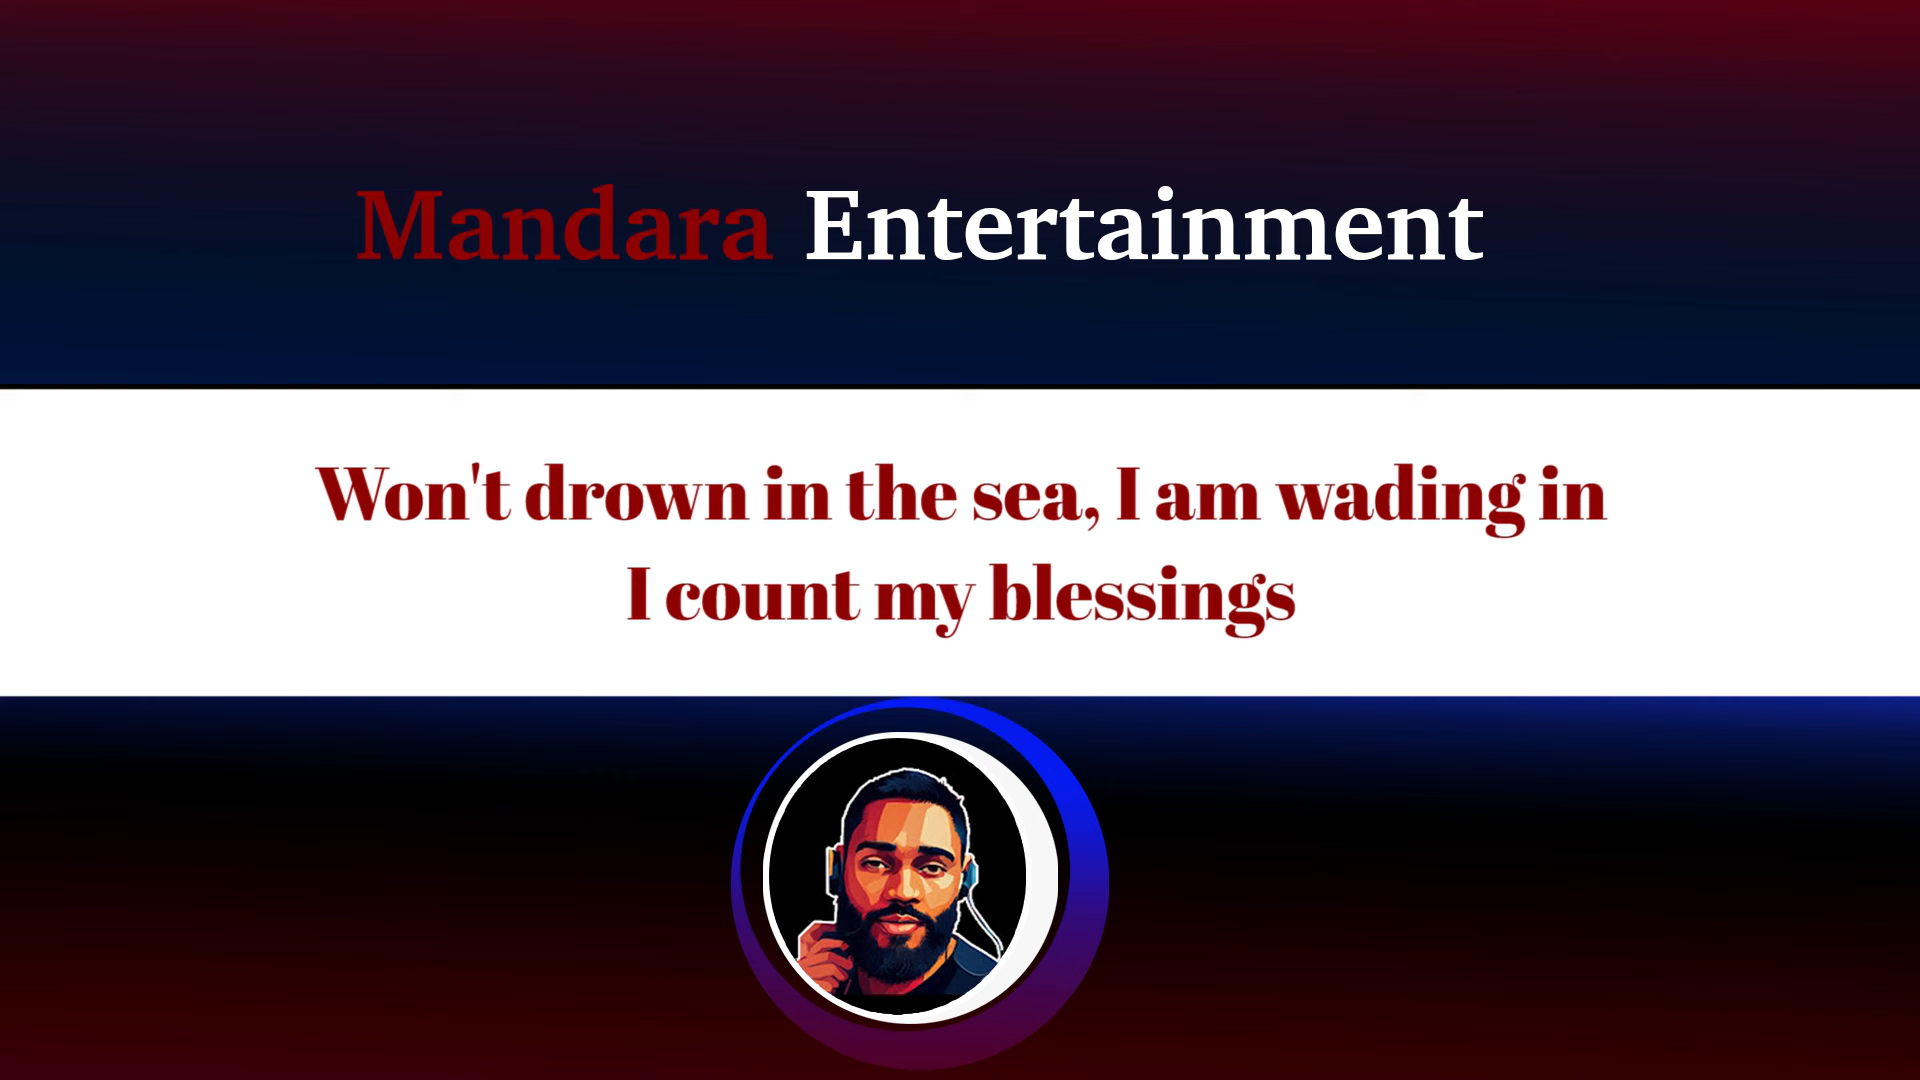 Mandara Entertainment
Won't drown in the sea, I am wading in
I count my blessings